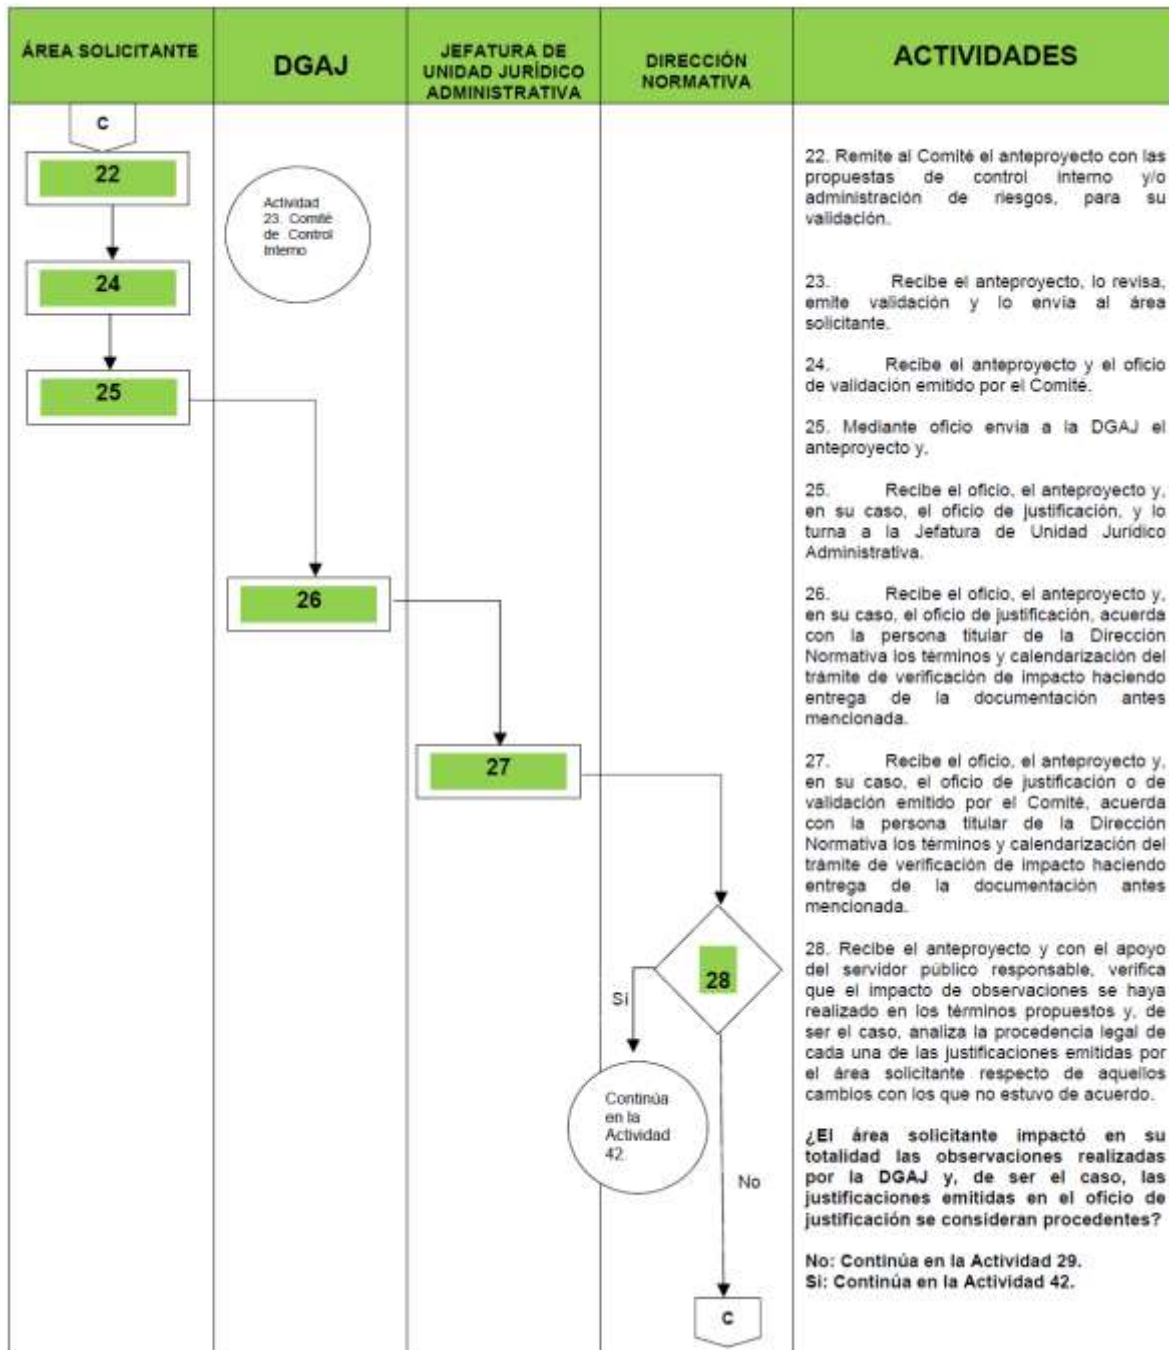 ÁREA SOLICITANTE
DGAJ
JEFATURA DE
UNIDAD JURÍDICO
ADMINISTRATIVA
DIRECCIÓN
NORMATIVA
ACTIVIDADES
C
22
24
25
Actividad
23. Comité
de Control
Interno
26
27
28
Si
No
Continúa
en la
Actividad
42.
C
22. Remite al Comité el anteproyecto con las
propuestas de control interno y/o
administración de riesgos, para su
validación.
23. Recibe el anteproyecto, lo revisa,
emite validación y lo envía al área
solicitante.
24. Recibe el anteproyecto y el oficio
de validación emitido por el Comité.
25. Mediante oficio envía a la DGAJ el
anteproyecto y,
25. Recibe el oficio, el anteproyecto y,
en su caso, el oficio de justificación, y lo
turna a la Jefatura de Unidad Jurídico
Administrativa.
26. Recibe el oficio, el anteproyecto y,
en su caso, el oficio de justificación, acuerda
con la persona titular de la Dirección
Normativa los términos y calendarización del
trámite de verificación de impacto haciendo
entrega de la documentación antes
mencionada.
27. Recibe el oficio, el anteproyecto y,
en su caso, el oficio de justificación o de
validación emitido por el Comité, acuerda
con la persona titular de la Dirección
Normativa los términos y calendarización del
trámite de verificación de impacto haciendo
entrega de la documentación antes
mencionada.
28. Recibe el anteproyecto y con el apoyo
del servidor público responsable, verifica
que el impacto de observaciones se haya
realizado en los términos propuestos y, de
ser el caso, analiza la procedencia legal de
cada una de las justificaciones emitidas por
el área solicitante respecto de aquellos
cambios con los que no estuvo de acuerdo.
¿El área solicitante impactó en su
totalidad las observaciones realizadas
por la DGAJ y, de ser el caso, las
justificaciones emitidas en el oficio de
justificación se consideran procedentes?
No: Continúa en la Actividad 29.
Si: Continúa en la Actividad 42.